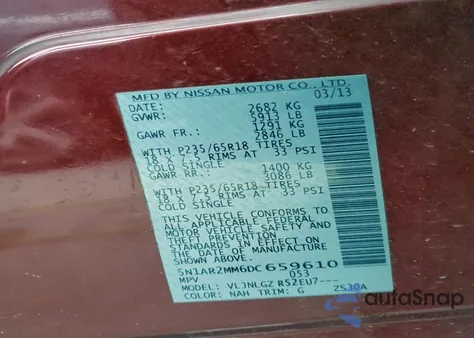 MFD BY NISSAN MOTOR CO., LTD.
DATE: 03/13
GVWR: 2682 KG
5913 LB
GAWR FR.: 1291 KG
2846 LB
WITH P235/65R18 TIRES
18 X 7.5 RIMS AT 33 PSI
COLD SINGLE
GAWR RR.: 1400 KG
3086 LB
WITH P235/65R18 TIRES
18 X 7.5 RIMS AT 33 PSI
COLD SINGLE
THIS VEHICLE CONFORMS TO
ALL APPLICABLE FEDERAL
MOTOR VEHICLE SAFETY AND
THEFT PREVENTION
STANDARDS IN EFFECT ON
THE DATE OF MANUFACTURE
SHOWN ABOVE.
5N1AR2MM6DC659610
MPV 053
MODEL: VLJNLGZ R52EU7---
COLOR: NAH TRIM: G ZS30A
autaSnap